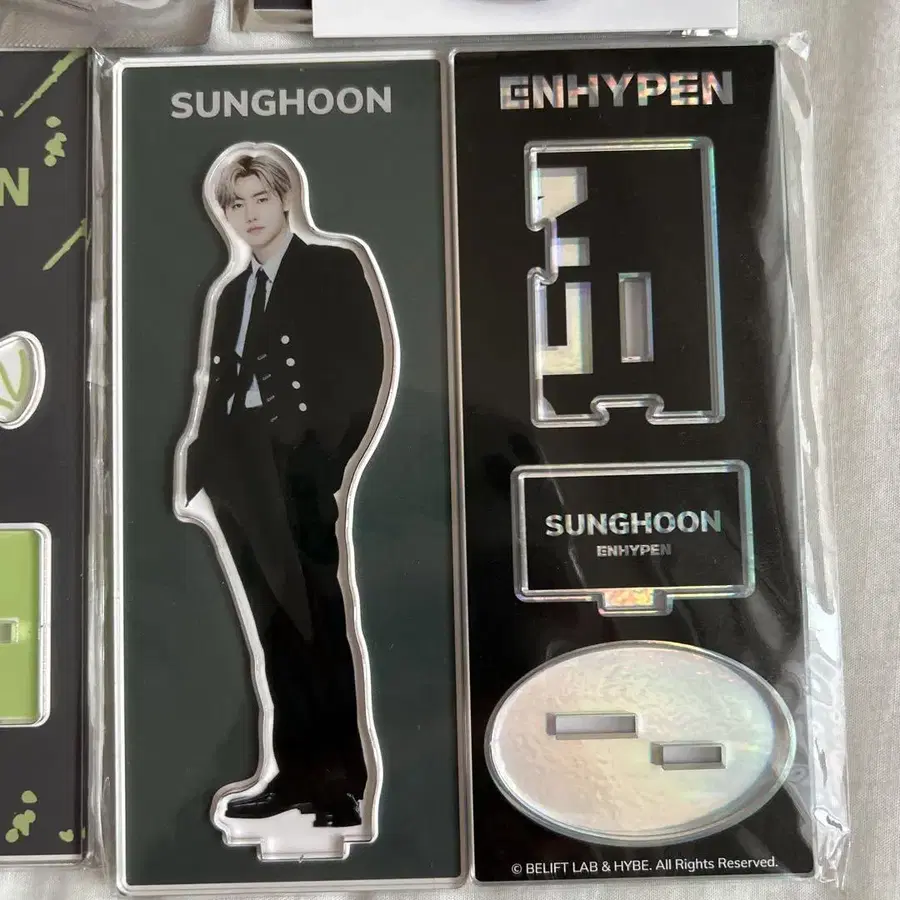 SUNGHOON
ENHYPEN
SUNGHOON
ENHYPEN
© BELIFT LAB & HYBE. All Rights Reserved.
N